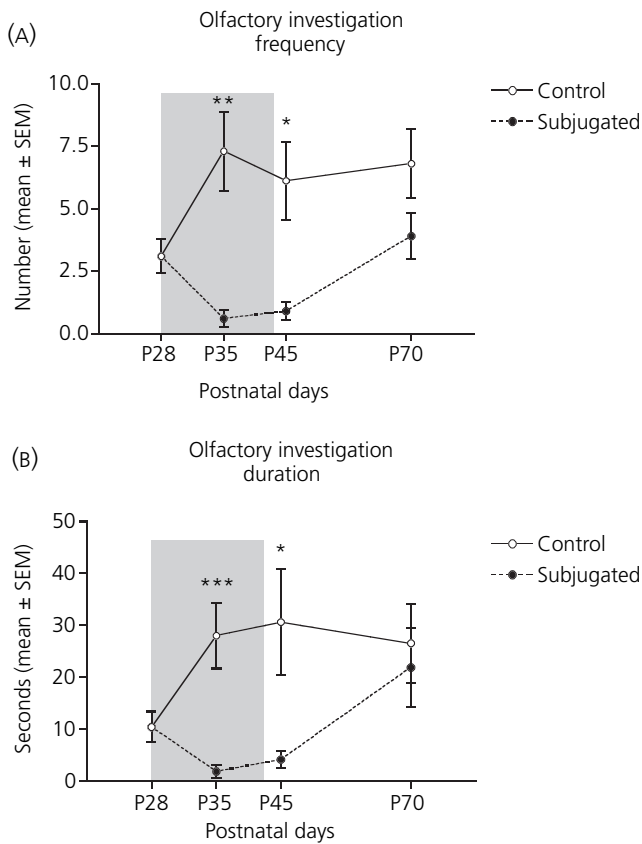 (A)
Olfactory investigation
frequency
Number (mean ± SEM)
10.0
7.5
5.0
2.5
0.0
**
*
Control
Subjugated
P28 P35 P45 P70
Postnatal days
(B)
Olfactory investigation
duration
Seconds (mean ± SEM)
50
40
30
20
10
0
***
*
Control
Subjugated
P28 P35 P45 P70
Postnatal days